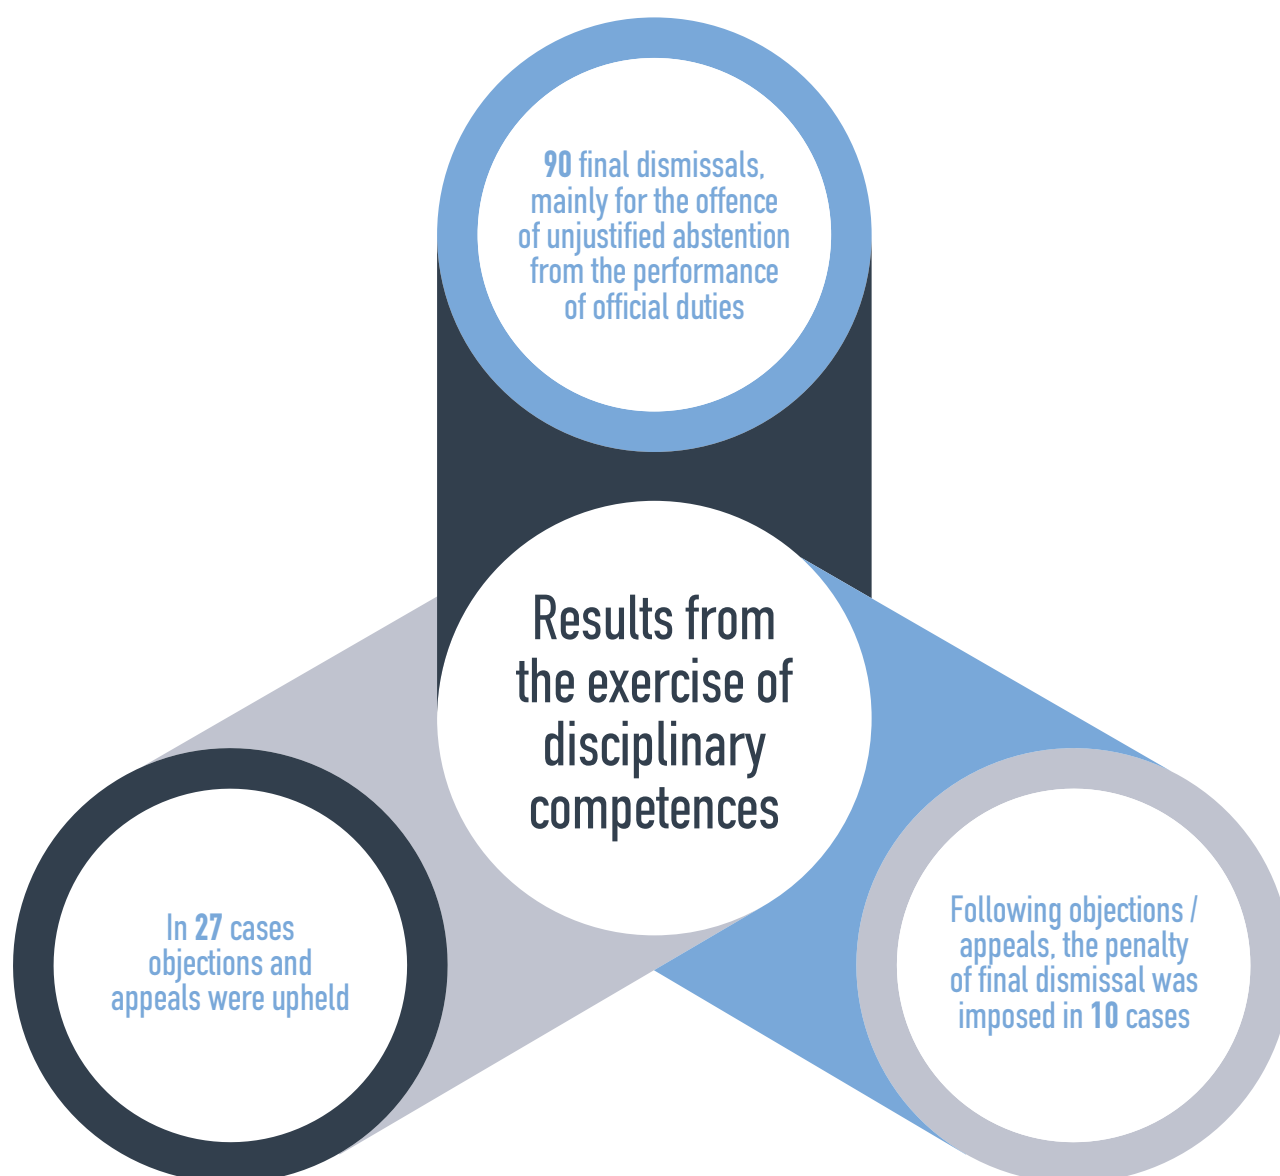 90 final dismissals,
mainly for the offence
of unjustified abstention
from the performance
of official duties
Results from
the exercise of
disciplinary
competences
In 27 cases
objections and
appeals were upheld
Following objections /
appeals, the penalty
of final dismissal was
imposed in 10 cases